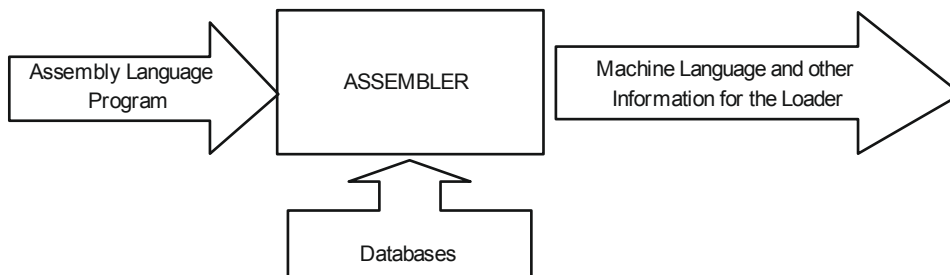 Assembly Language
Program
ASSEMBLER
Machine Language and other
Information for the Loader
Databases